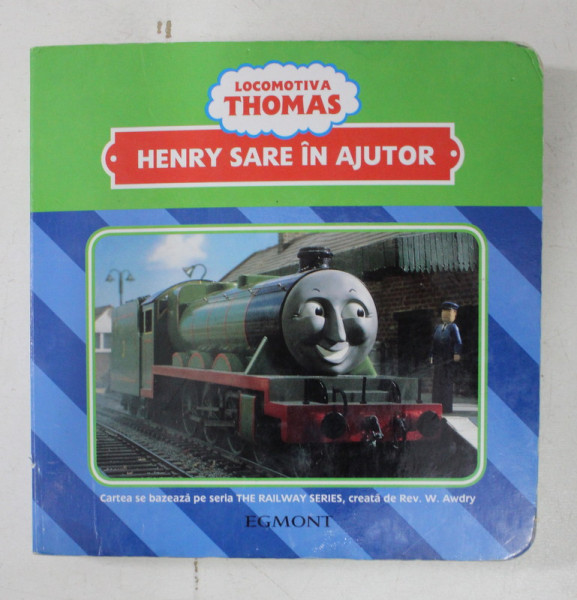 LOCOMOTIVA
THOMAS
HENRY SARE ÎN AJUTOR
Cartea se bazează pe seria THE RAILWAY SERIES, creată de Rev. W. Awdry
EGMONT